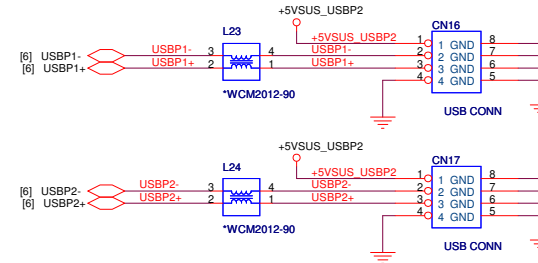 +5VSUS_USBP2
L23
CN16
+5VSUS_USBP2 1 1 GND 8
[6] USBP1- USBP1- 3 4 USBP1- 2 2 GND 7
[6] USBP1+ USBP1+ 2 1 USBP1+ 3 3 GND 6
4 4 GND 5
*WCM2012-90
USB CONN
+5VSUS_USBP2
L24
CN17
+5VSUS_USBP2 1 1 GND 8
[6] USBP2- USBP2- 3 4 USBP2- 2 2 GND 7
[6] USBP2+ USBP2+ 2 1 USBP2+ 3 3 GND 6
4 4 GND 5
*WCM2012-90
USB CONN